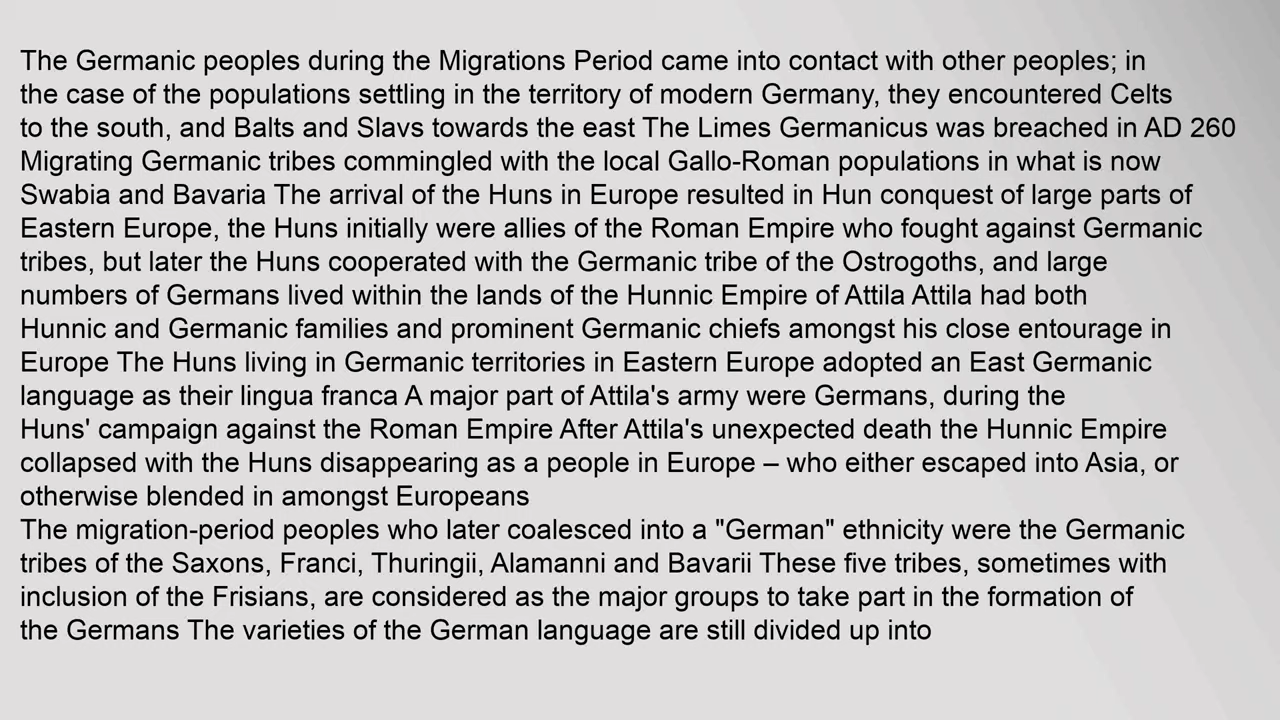 The Germanic peoples during the Migrations Period came into contact with other peoples; in
the case of the populations settling in the territory of modern Germany, they encountered Celts
to the south, and Balts and Slavs towards the east The Limes Germanicus was breached in AD 260
Migrating Germanic tribes commingled with the local Gallo-Roman populations in what is now
Swabia and Bavaria The arrival of the Huns in Europe resulted in Hun conquest of large parts of
Eastern Europe, the Huns initially were allies of the Roman Empire who fought against Germanic
tribes, but later the Huns cooperated with the Germanic tribe of the Ostrogoths, and large
numbers of Germans lived within the lands of the Hunnic Empire of Attila Attila had both
Hunnic and Germanic families and prominent Germanic chiefs amongst his close entourage in
Europe The Huns living in Germanic territories in Eastern Europe adopted an East Germanic
language as their lingua franca A major part of Attila's army were Germans, during the
Huns' campaign against the Roman Empire After Attila's unexpected death the Hunnic Empire
collapsed with the Huns disappearing as a people in Europe – who either escaped into Asia, or
otherwise blended in amongst Europeans
The migration-period peoples who later coalesced into a "German" ethnicity were the Germanic
tribes of the Saxons, Franci, Thuringii, Alamanni and Bavarii These five tribes, sometimes with
inclusion of the Frisians, are considered as the major groups to take part in the formation of
the Germans The varieties of the German language are still divided up into